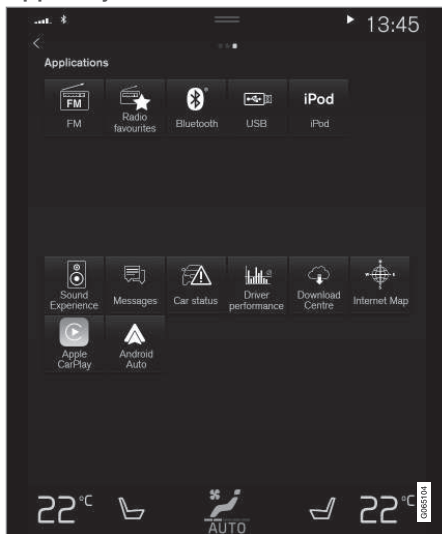 13:45
Applications
FM
iPod
FM
Radio
favourites
Bluetooth
USB
iPod
Sound
Experience
Messages
Car status
Driver
performance
Download
Centre
Internet Map
Apple
CarPlay
Android
Auto
22°C
AUTO
22°C
G065104